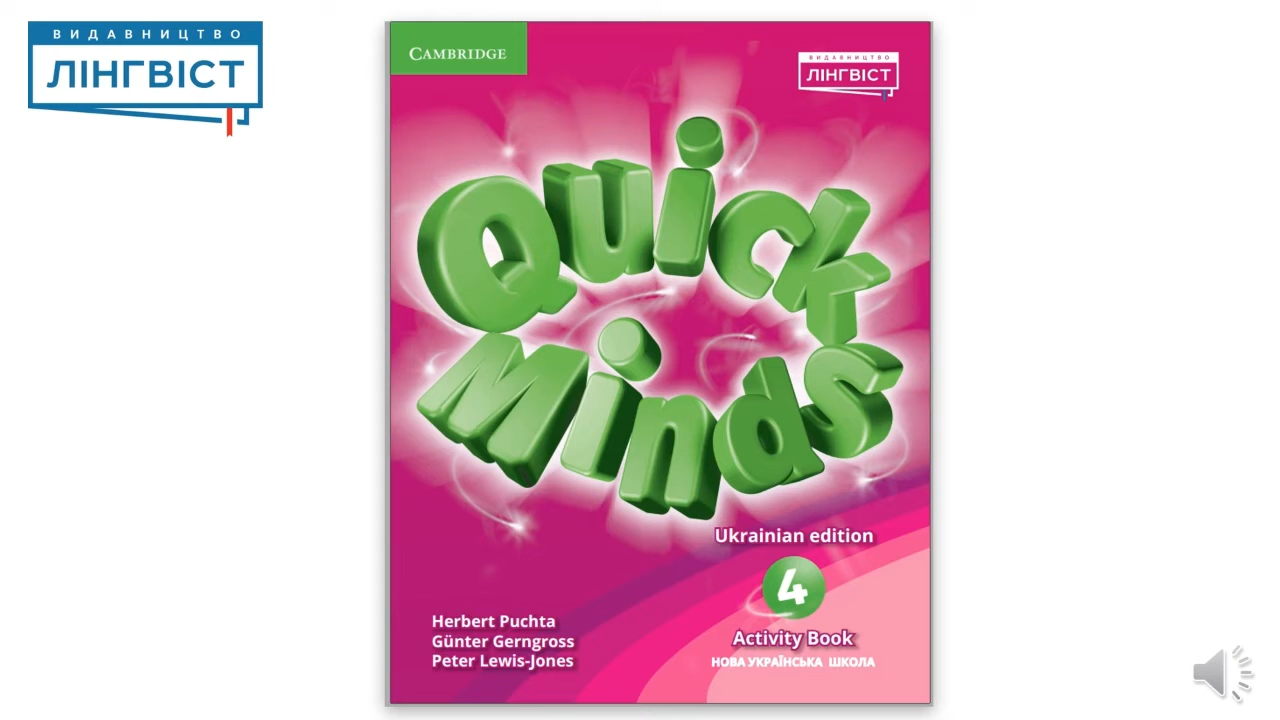 ВИДАВНИЦТВО
ЛІНГВІСТ
CAMBRIDGE
ВИДАВНИЦТВО
ЛІНГВІСТ
Quick
Minds
Ukrainian edition
4
Herbert Puchta
Günter Gerngross
Peter Lewis-Jones
Activity Book
НОВА УКРАЇНСЬКА ШКОЛА